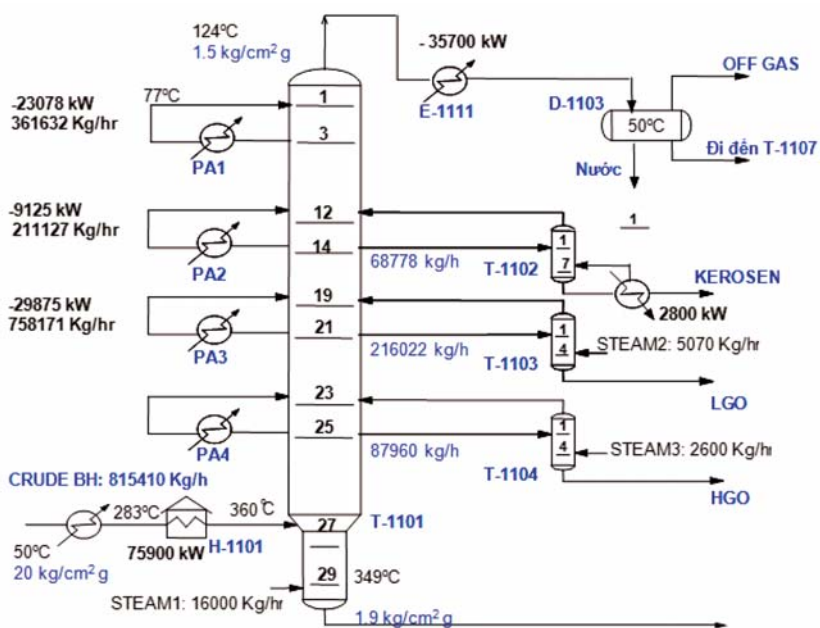 124ºC
1.5 kg/cm² g
- 35700 kW
E-1111
D-1103
OFF GAS
50ºC
Đi đến T-1107
Nước
1
-23078 kW
361632 Kg/hr
77ºC
PA1
1
3
-9125 kW
211127 Kg/hr
PA2
12
14
68778 kg/h
T-1102
1
7
KEROSEN
2800 kW
-29875 kW
758171 Kg/hr
PA3
19
21
216022 kg/h
T-1103
1
4
STEAM2: 5070 Kg/hr
LGO
PA4
23
25
87960 kg/h
T-1104
1
4
STEAM3: 2600 Kg/hr
HGO
CRUDE BH: 815410 Kg/h
50ºC
20 kg/cm² g
283ºC
75900 kW
H-1101
360ºC
27
T-1101
29
349ºC
STEAM1: 16000 Kg/hr
1.9 kg/cm² g